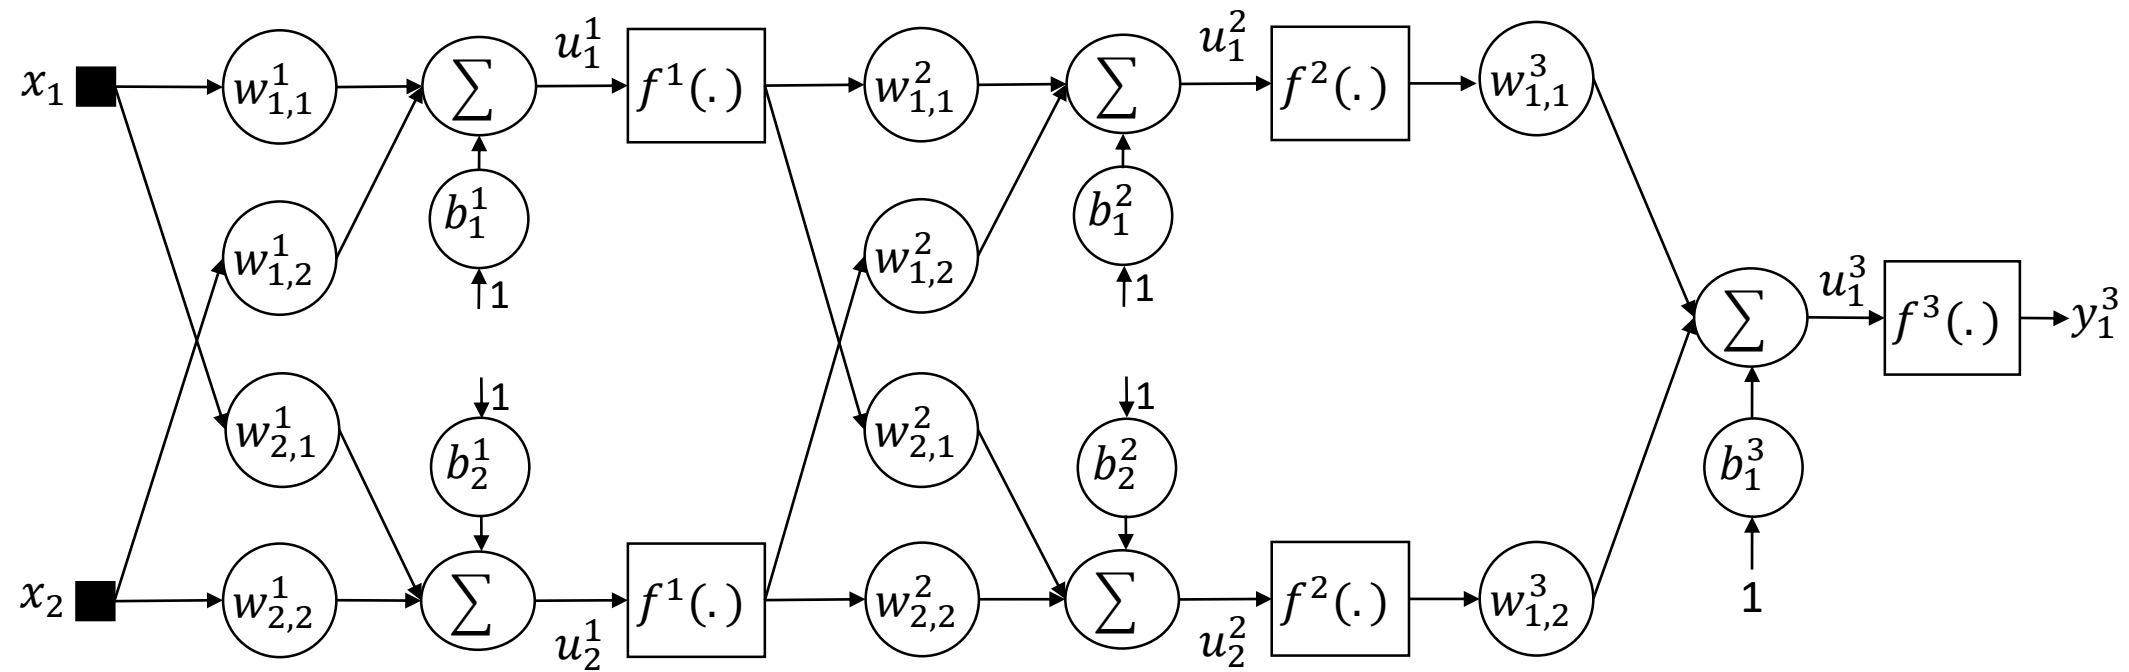 x₁ w¹₁,₁ ∑ u¹₁ f¹(.) w²₁,₁ ∑ u²₁ f²(.) w³₁,₁
b¹₁ b²₁
w¹₁,₂ w²₁,₂
1 1
∑ u³₁ f³(.) y³₁
1 1
w¹₂,₁ b¹₂ w²₂,₁ b²₂ b³₁
x₂ w¹₂,₂ ∑ u¹₂ f¹(.) w²₂,₂ ∑ u²₂ f²(.) w³₁,₂ 1